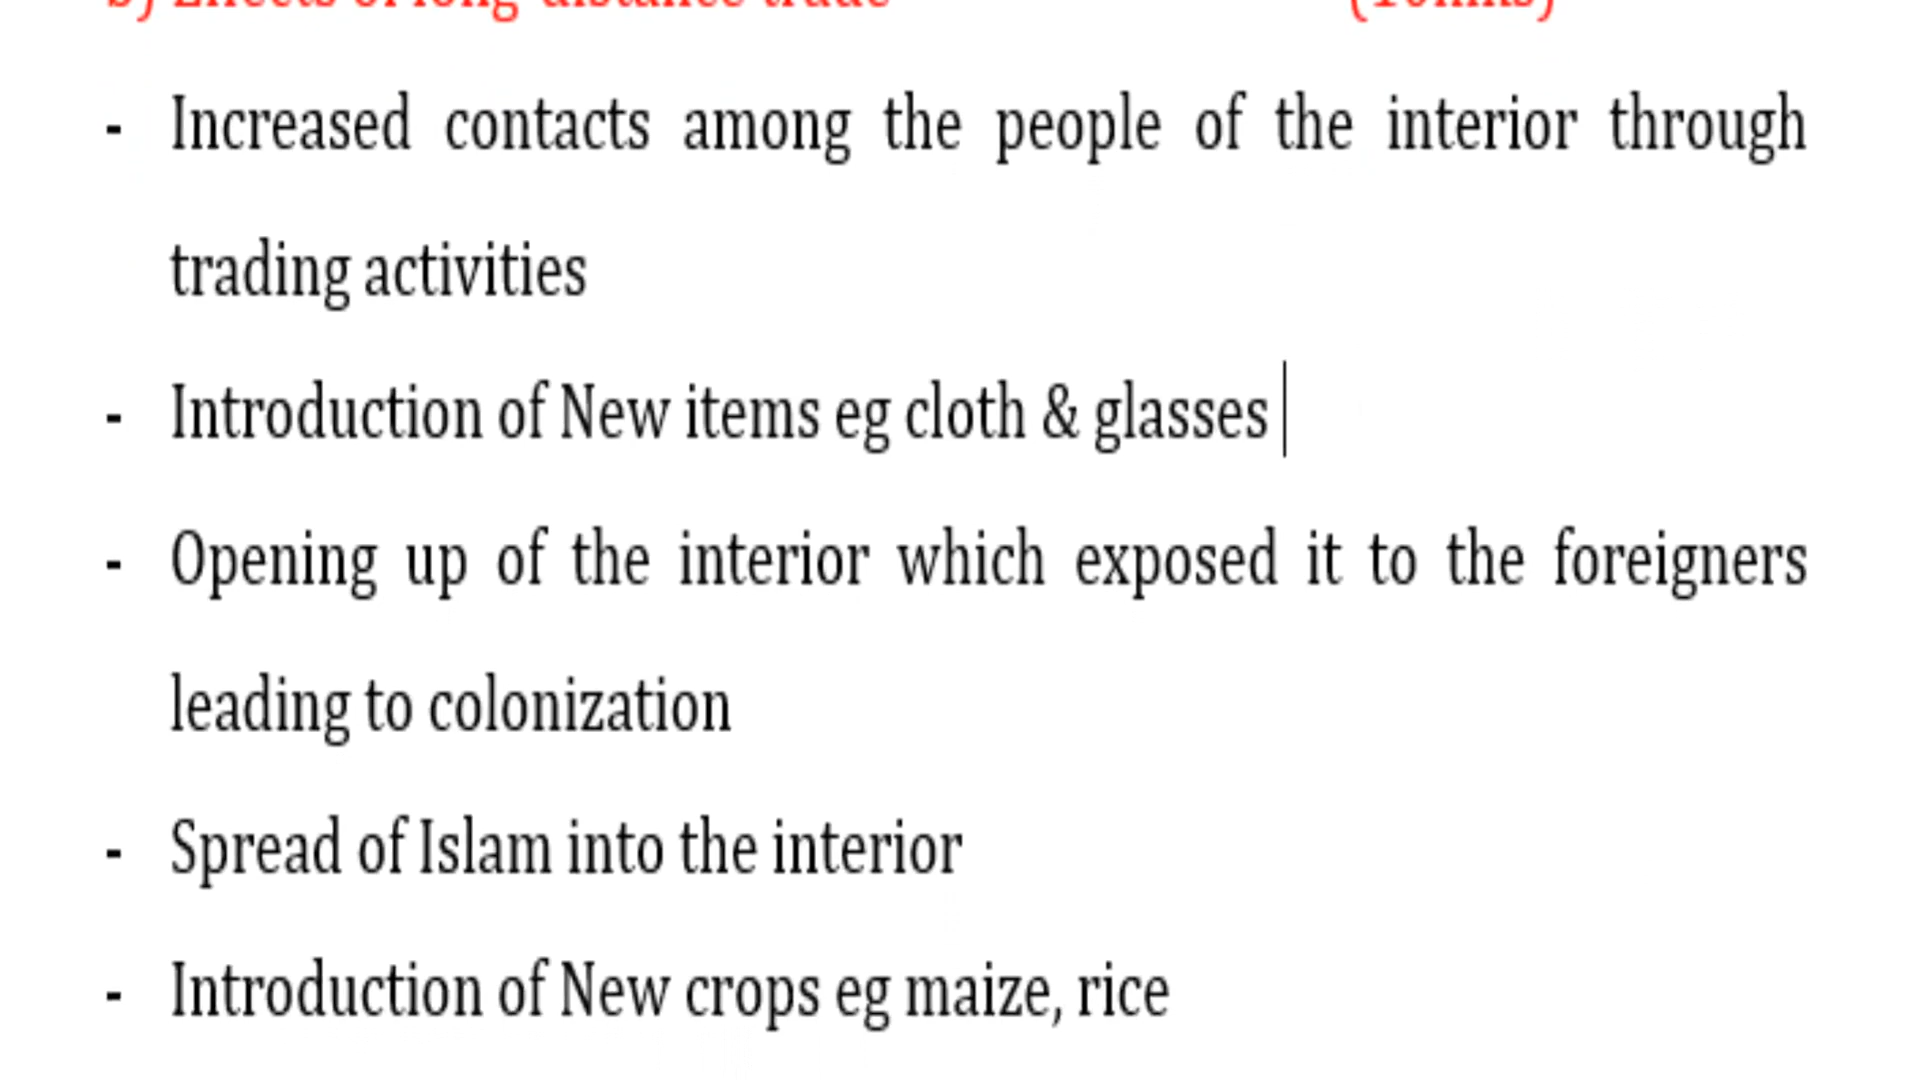 b) Effects of long-distance trade (10mks)
- Increased contacts among the people of the interior through
trading activities
- Introduction of New items eg cloth & glasses
- Opening up of the interior which exposed it to the foreigners
leading to colonization
- Spread of Islam into the interior
- Introduction of New crops eg maize, rice